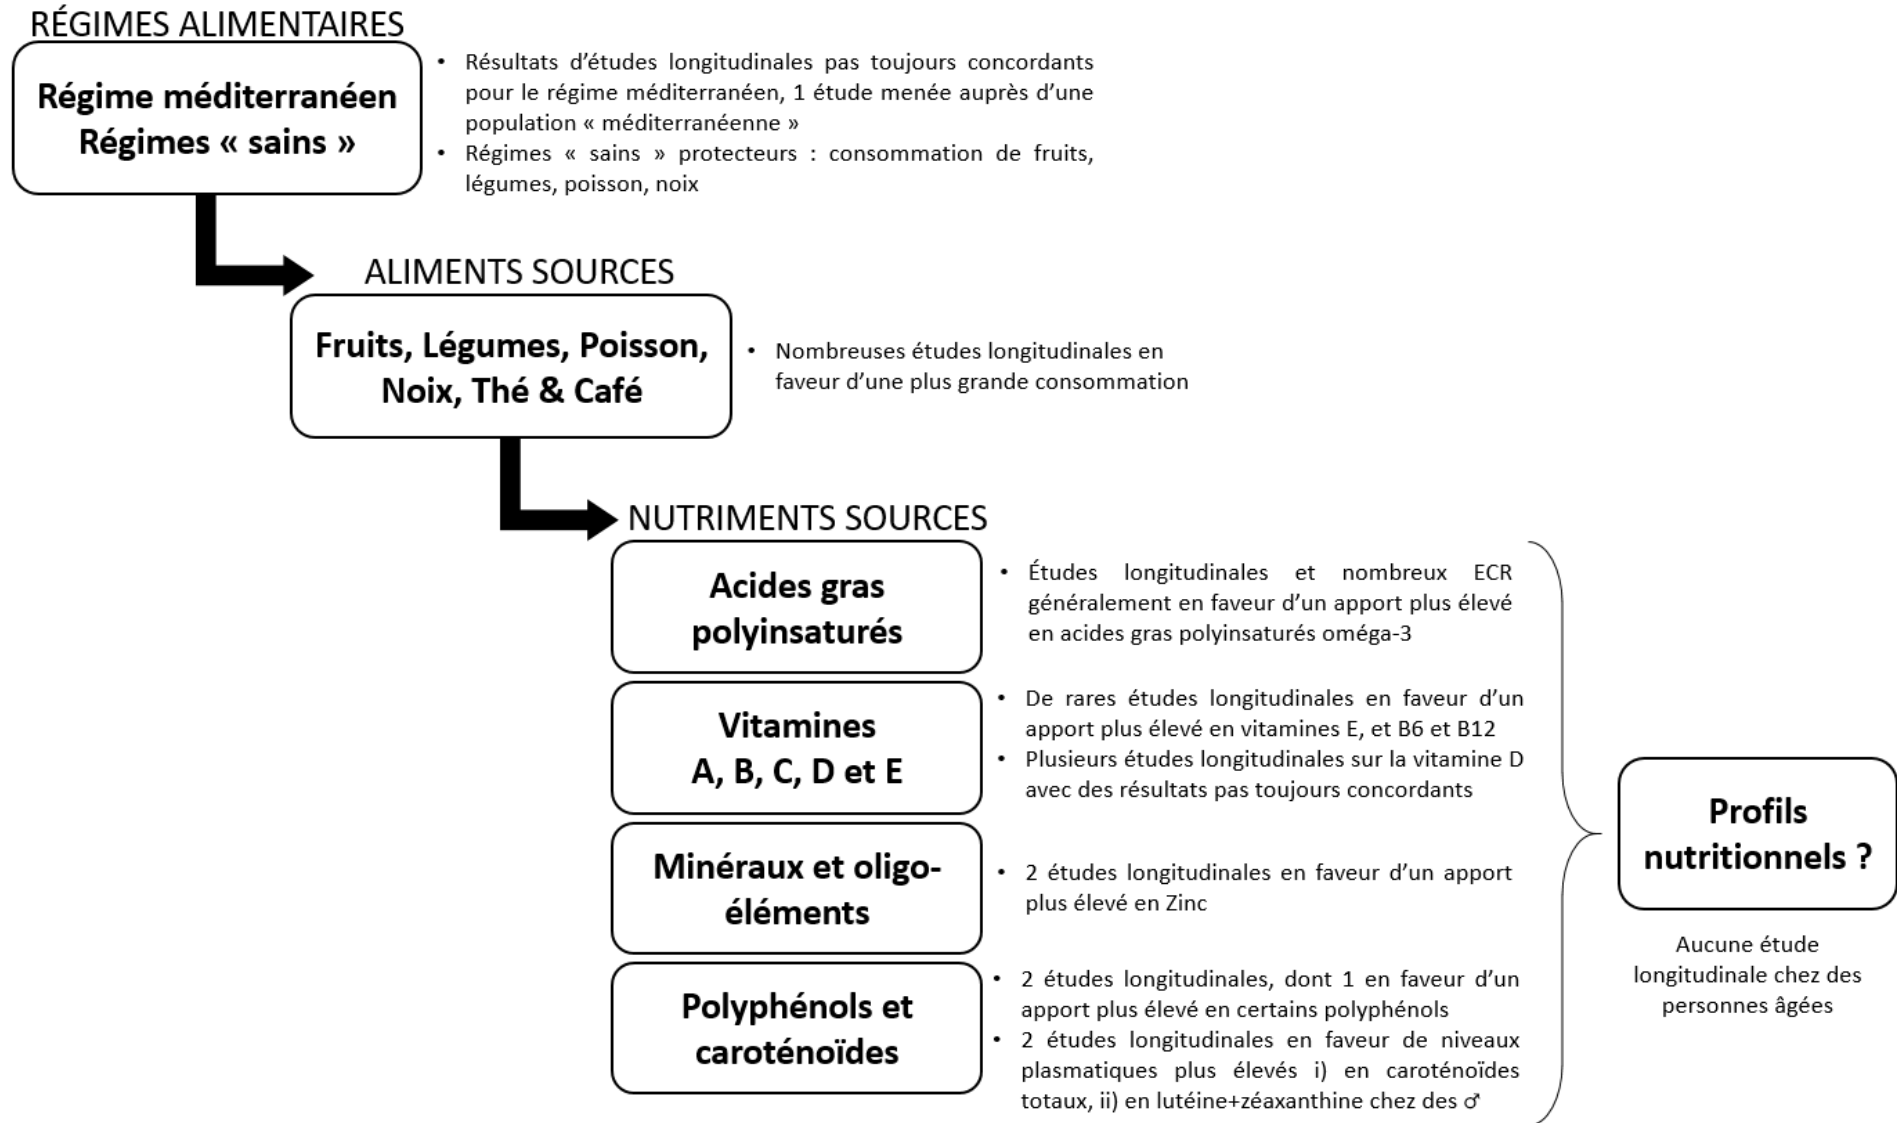 RÉGIMES ALIMENTAIRES
Régime méditerranéen
Régimes « sains »
• Résultats d’études longitudinales pas toujours concordants
pour le régime méditerranéen, 1 étude menée auprès d’une
population « méditerranéenne »
• Régimes « sains » protecteurs : consommation de fruits,
légumes, poisson, noix
ALIMENTS SOURCES
Fruits, Légumes, Poisson,
Noix, Thé & Café
• Nombreuses études longitudinales en
faveur d’une plus grande consommation
NUTRIMENTS SOURCES
Acides gras
polyinsaturés
• Études longitudinales et nombreux ECR
généralement en faveur d’un apport plus élevé
en acides gras polyinsaturés oméga-3
Vitamines
A, B, C, D et E
• De rares études longitudinales en faveur d’un
apport plus élevé en vitamines E, et B6 et B12
• Plusieurs études longitudinales sur la vitamine D
avec des résultats pas toujours concordants
Minéraux et oligo-
éléments
• 2 études longitudinales en faveur d’un apport
plus élevé en Zinc
Polyphénols et
caroténoïdes
• 2 études longitudinales, dont 1 en faveur d’un
apport plus élevé en certains polyphénols
• 2 études longitudinales en faveur de niveaux
plasmatiques plus élevés i) en caroténoïdes
totaux, ii) en lutéine+zéaxanthine chez des ♂
Profils
nutritionnels ?
Aucune étude
longitudinale chez des
personnes âgées